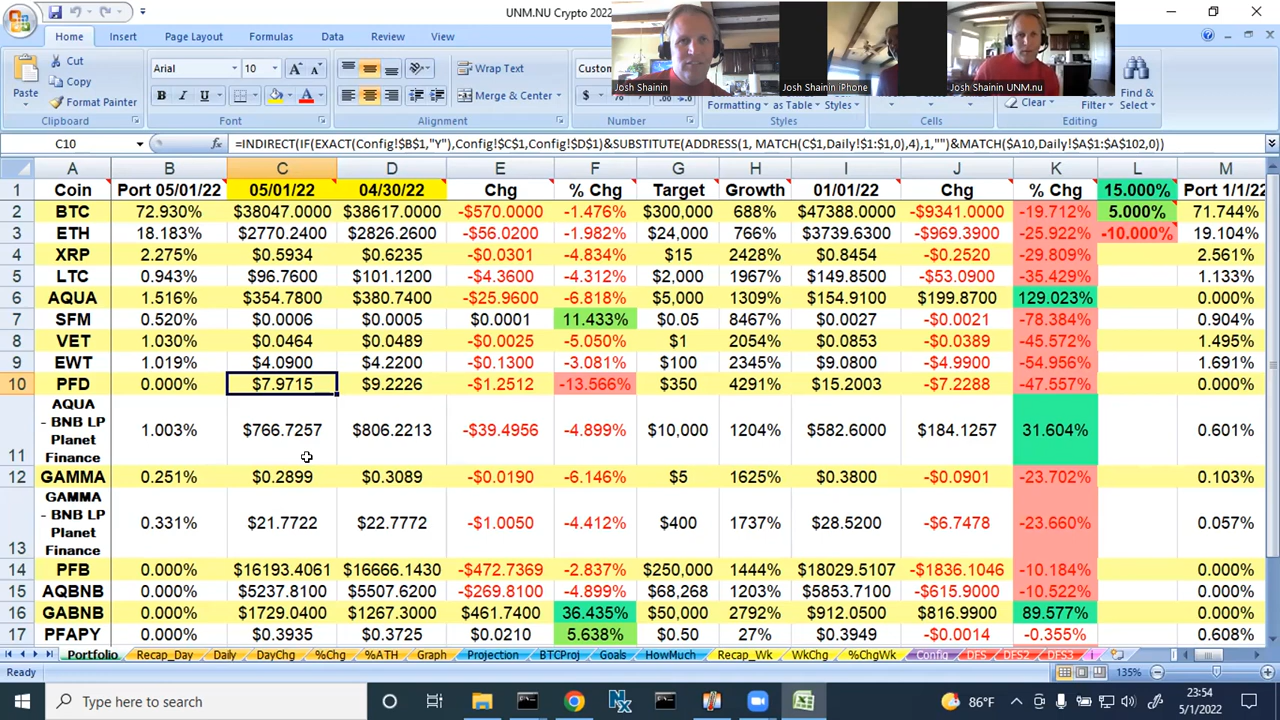 UNM.NU Crypto 2022
Home Insert Page Layout Formulas Data Review View
Josh Shainin
Josh Shainin iPhone
Josh Shainin UNM.nu
Paste
Cut
Copy
Format Painter
Clipboard
Arial 10
B I U
Font
Wrap Text
Merge & Center
Alignment
Custom
$
Number
Formatting as Table Styles
Styles
Cells
Clear
Filter Select
Find &
Editing
C10 fx =INDIRECT(IF(EXACT(Config!$B$1,"Y"),Config!$C$1,Config!$D$1)&SUBSTITUTE(ADDRESS(1, MATCH(C$1,Daily!$1:$1,0),4),1,"")&MATCH($A10,Daily!$A$1:$A$102,0))
A B C D E F G H I J K L M
1 Coin Port 05/01/22 05/01/22 04/30/22 Chg % Chg Target Growth 01/01/22 Chg % Chg 15.000% Port 1/1/22
2 BTC 72.930% $38047.0000 $38617.0000 -$570.0000 -1.476% $300,000 688% $47388.0000 -$9341.0000 -19.712% 5.000% 71.744%
3 ETH 18.183% $2770.2400 $2826.2600 -$56.0200 -1.982% $24,000 766% $3739.6300 -$969.3900 -25.922% -10.000% 19.104%
4 XRP 2.275% $0.5934 $0.6235 -$0.0301 -4.834% $15 2428% $0.8454 -$0.2520 -29.809% 2.561%
5 LTC 0.943% $96.7600 $101.1200 -$4.3600 -4.312% $2,000 1967% $149.8500 -$53.0900 -35.429% 1.133%
6 AQUA 1.516% $354.7800 $380.7400 -$25.9600 -6.818% $5,000 1309% $154.9100 $199.8700 129.023% 0.000%
7 SFM 0.520% $0.0006 $0.0005 $0.0001 11.433% $0.05 8467% $0.0027 -$0.0021 -78.384% 0.904%
8 VET 1.030% $0.0464 $0.0489 -$0.0025 -5.050% $1 2054% $0.0853 -$0.0389 -45.572% 1.495%
9 EWT 1.019% $4.0900 $4.2200 -$0.1300 -3.081% $100 2345% $9.0800 -$4.9900 -54.956% 1.691%
10 PFD 0.000% $7.9715 $9.2226 -$1.2512 -13.566% $350 4291% $15.2003 -$7.2288 -47.557% 0.000%
11 AQUA - BNB LP Planet Finance 1.003% $766.7257 $806.2213 -$39.4956 -4.899% $10,000 1204% $582.6000 $184.1257 31.604% 0.601%
12 GAMMA 0.251% $0.2899 $0.3089 -$0.0190 -6.146% $5 1625% $0.3800 -$0.0901 -23.702% 0.103%
13 GAMMA - BNB LP Planet Finance 0.331% $21.7722 $22.7772 -$1.0050 -4.412% $400 1737% $28.5200 -$6.7478 -23.660% 0.057%
14 PFB 0.000% $16193.4061 $16666.1430 -$472.7369 -2.837% $250,000 1444% $18029.5107 -$1836.1046 -10.184% 0.000%
15 AQBNB 0.000% $5237.8100 $5507.6200 -$269.8100 -4.899% $68,268 1203% $5853.7100 -$615.9000 -10.522% 0.000%
16 GABNB 0.000% $1729.0400 $1267.3000 $461.7400 36.435% $50,000 2792% $912.0500 $816.9900 89.577% 0.000%
17 PFAPY 0.000% $0.3935 $0.3725 $0.0210 5.638% $0.50 27% $0.3949 -$0.0014 -0.355% 0.608%
Portfolio Recap_Day Daily DayChg %Chg %ATH Graph Projection BTCProj Goals HowMuch Recap_Wk WkChg %ChgWk Config DFS DFS2 DFS3
Ready 135%
Type here to search 86°F 23:54
5/1/2022